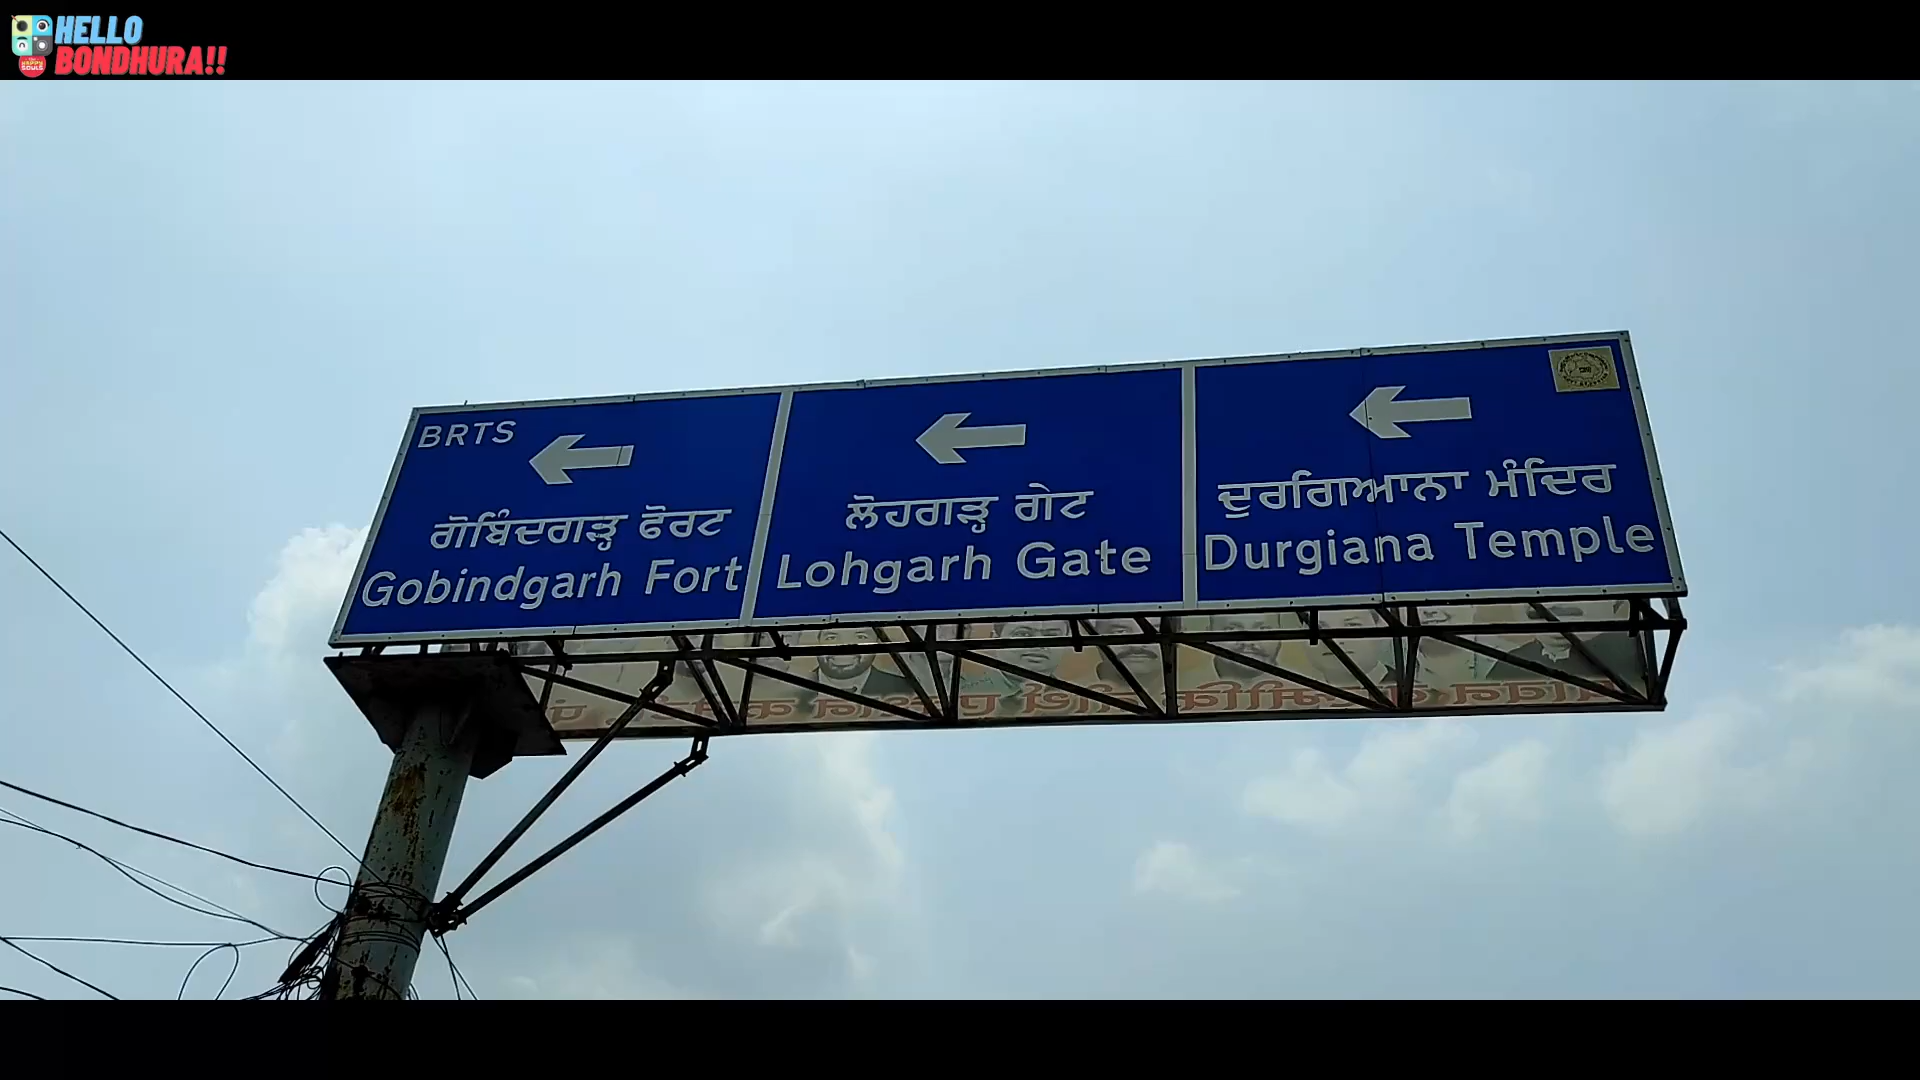 HELLO
BONDHURA!!
BRTS
ਗੋਬਿੰਦਗੜ੍ਹ ਫੋਰਟ
Gobindgarh Fort
ਲੋਹਗੜ੍ਹ ਗੇਟ
Lohgarh Gate
ਦੁਰਗਿਆਨਾ ਮੰਦਿਰ
Durgiana Temple